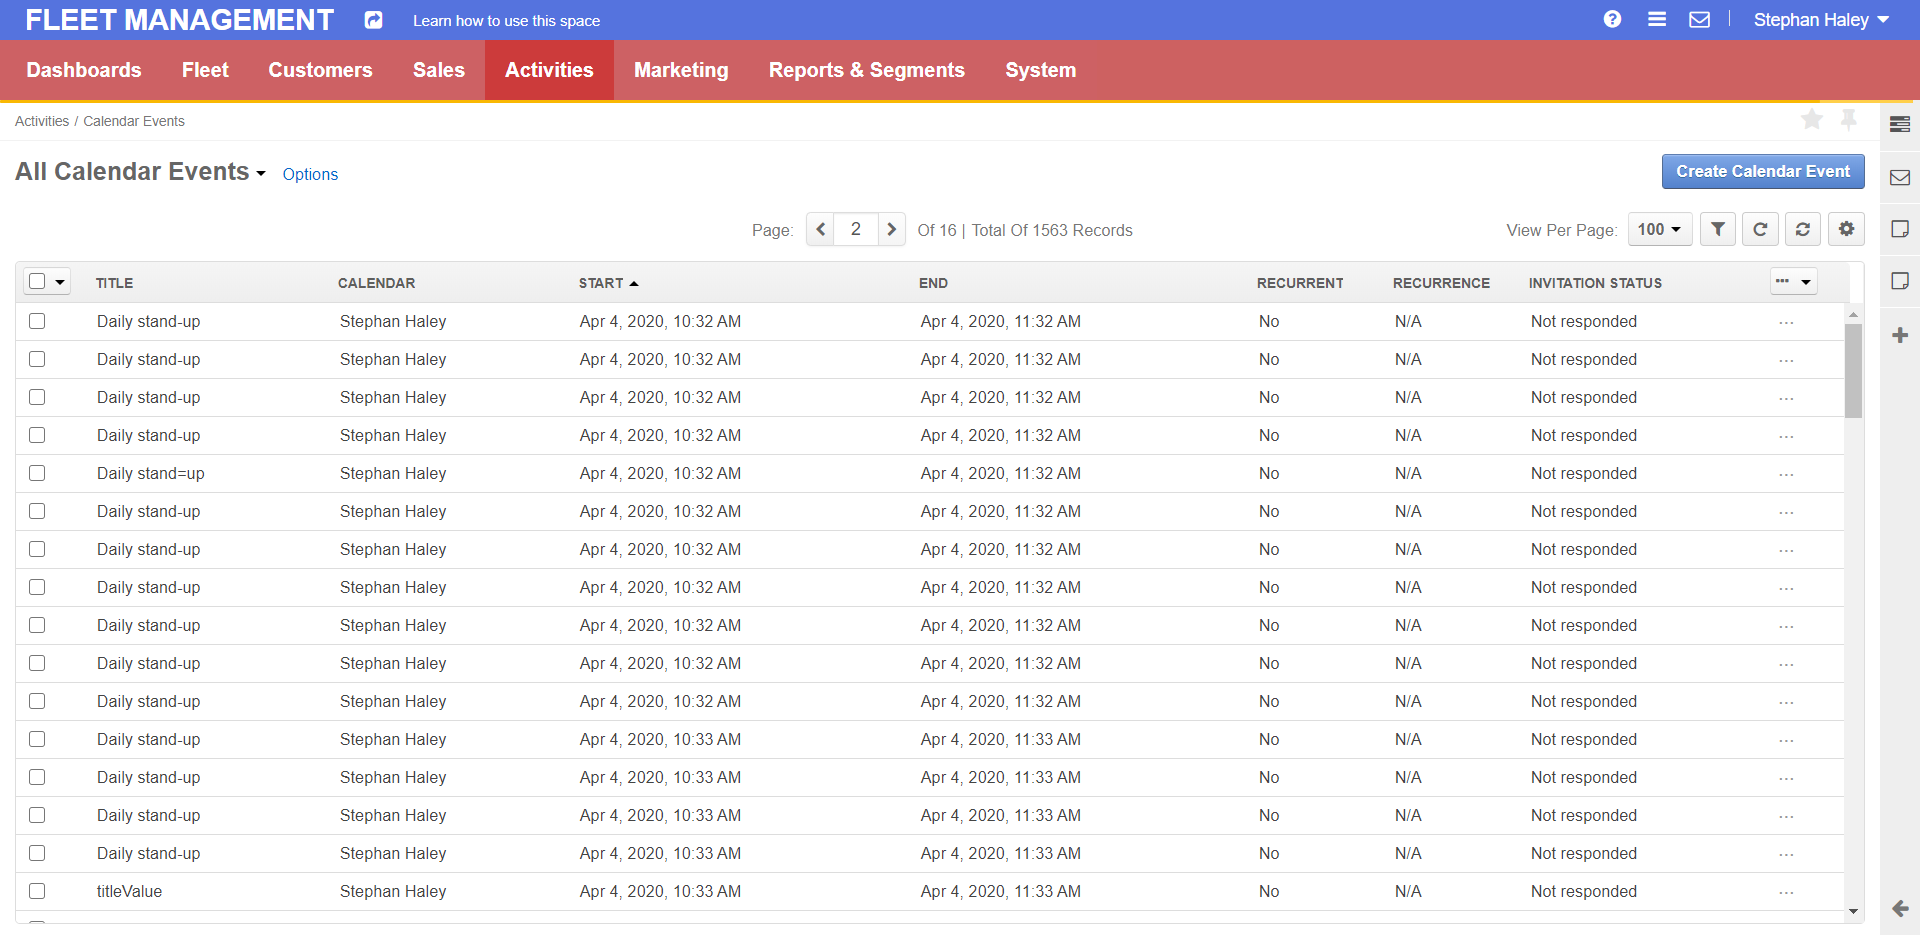 FLEET MANAGEMENT Learn how to use this space Stephan Haley
Dashboards Fleet Customers Sales Activities Marketing Reports & Segments System
Activities / Calendar Events
All Calendar Events Options Create Calendar Event
Page: 2 Of 16 | Total Of 1563 Records View Per Page: 100
TITLE CALENDAR START END RECURRENT RECURRENCE INVITATION STATUS
Daily stand-up Stephan Haley Apr 4, 2020, 10:32 AM Apr 4, 2020, 11:32 AM No N/A Not responded ...
Daily stand-up Stephan Haley Apr 4, 2020, 10:32 AM Apr 4, 2020, 11:32 AM No N/A Not responded ...
Daily stand-up Stephan Haley Apr 4, 2020, 10:32 AM Apr 4, 2020, 11:32 AM No N/A Not responded ...
Daily stand-up Stephan Haley Apr 4, 2020, 10:32 AM Apr 4, 2020, 11:32 AM No N/A Not responded ...
Daily stand=up Stephan Haley Apr 4, 2020, 10:32 AM Apr 4, 2020, 11:32 AM No N/A Not responded ...
Daily stand-up Stephan Haley Apr 4, 2020, 10:32 AM Apr 4, 2020, 11:32 AM No N/A Not responded ...
Daily stand-up Stephan Haley Apr 4, 2020, 10:32 AM Apr 4, 2020, 11:32 AM No N/A Not responded ...
Daily stand-up Stephan Haley Apr 4, 2020, 10:32 AM Apr 4, 2020, 11:32 AM No N/A Not responded ...
Daily stand-up Stephan Haley Apr 4, 2020, 10:32 AM Apr 4, 2020, 11:32 AM No N/A Not responded ...
Daily stand-up Stephan Haley Apr 4, 2020, 10:32 AM Apr 4, 2020, 11:32 AM No N/A Not responded ...
Daily stand-up Stephan Haley Apr 4, 2020, 10:32 AM Apr 4, 2020, 11:32 AM No N/A Not responded ...
Daily stand-up Stephan Haley Apr 4, 2020, 10:33 AM Apr 4, 2020, 11:33 AM No N/A Not responded ...
Daily stand-up Stephan Haley Apr 4, 2020, 10:33 AM Apr 4, 2020, 11:33 AM No N/A Not responded ...
Daily stand-up Stephan Haley Apr 4, 2020, 10:33 AM Apr 4, 2020, 11:33 AM No N/A Not responded ...
Daily stand-up Stephan Haley Apr 4, 2020, 10:33 AM Apr 4, 2020, 11:33 AM No N/A Not responded ...
titleValue Stephan Haley Apr 4, 2020, 10:33 AM Apr 4, 2020, 11:33 AM No N/A Not responded ...